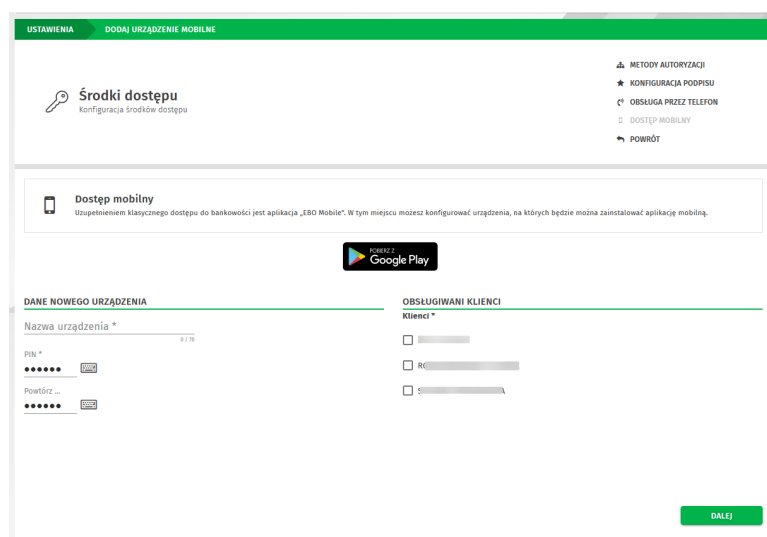 USTAWIENIA
DODAJ URZĄDZENIE MOBILNE
METODY AUTORYZACJI
KONFIGURACJA PODPISU
OBSŁUGA PRZEZ TELEFON
DOSTĘP MOBILNY
POWRÓT
Środki dostępu
Konfiguracja środków dostępu
Dostęp mobilny
Uzupełnieniem klasycznego dostępu do bankowości jest aplikacja „EBO Mobile". W tym miejscu możesz konfigurować urządzenia, na których będzie można zainstalować aplikację mobilną.
POBIERZ Z
Google Play
DANE NOWEGO URZĄDZENIA
Nazwa urządzenia *
0 / 70
PIN *
●●●●●●
Powtórz ...
●●●●●●
OBSŁUGIWANI KLIENCI
Klienci *
DALEJ